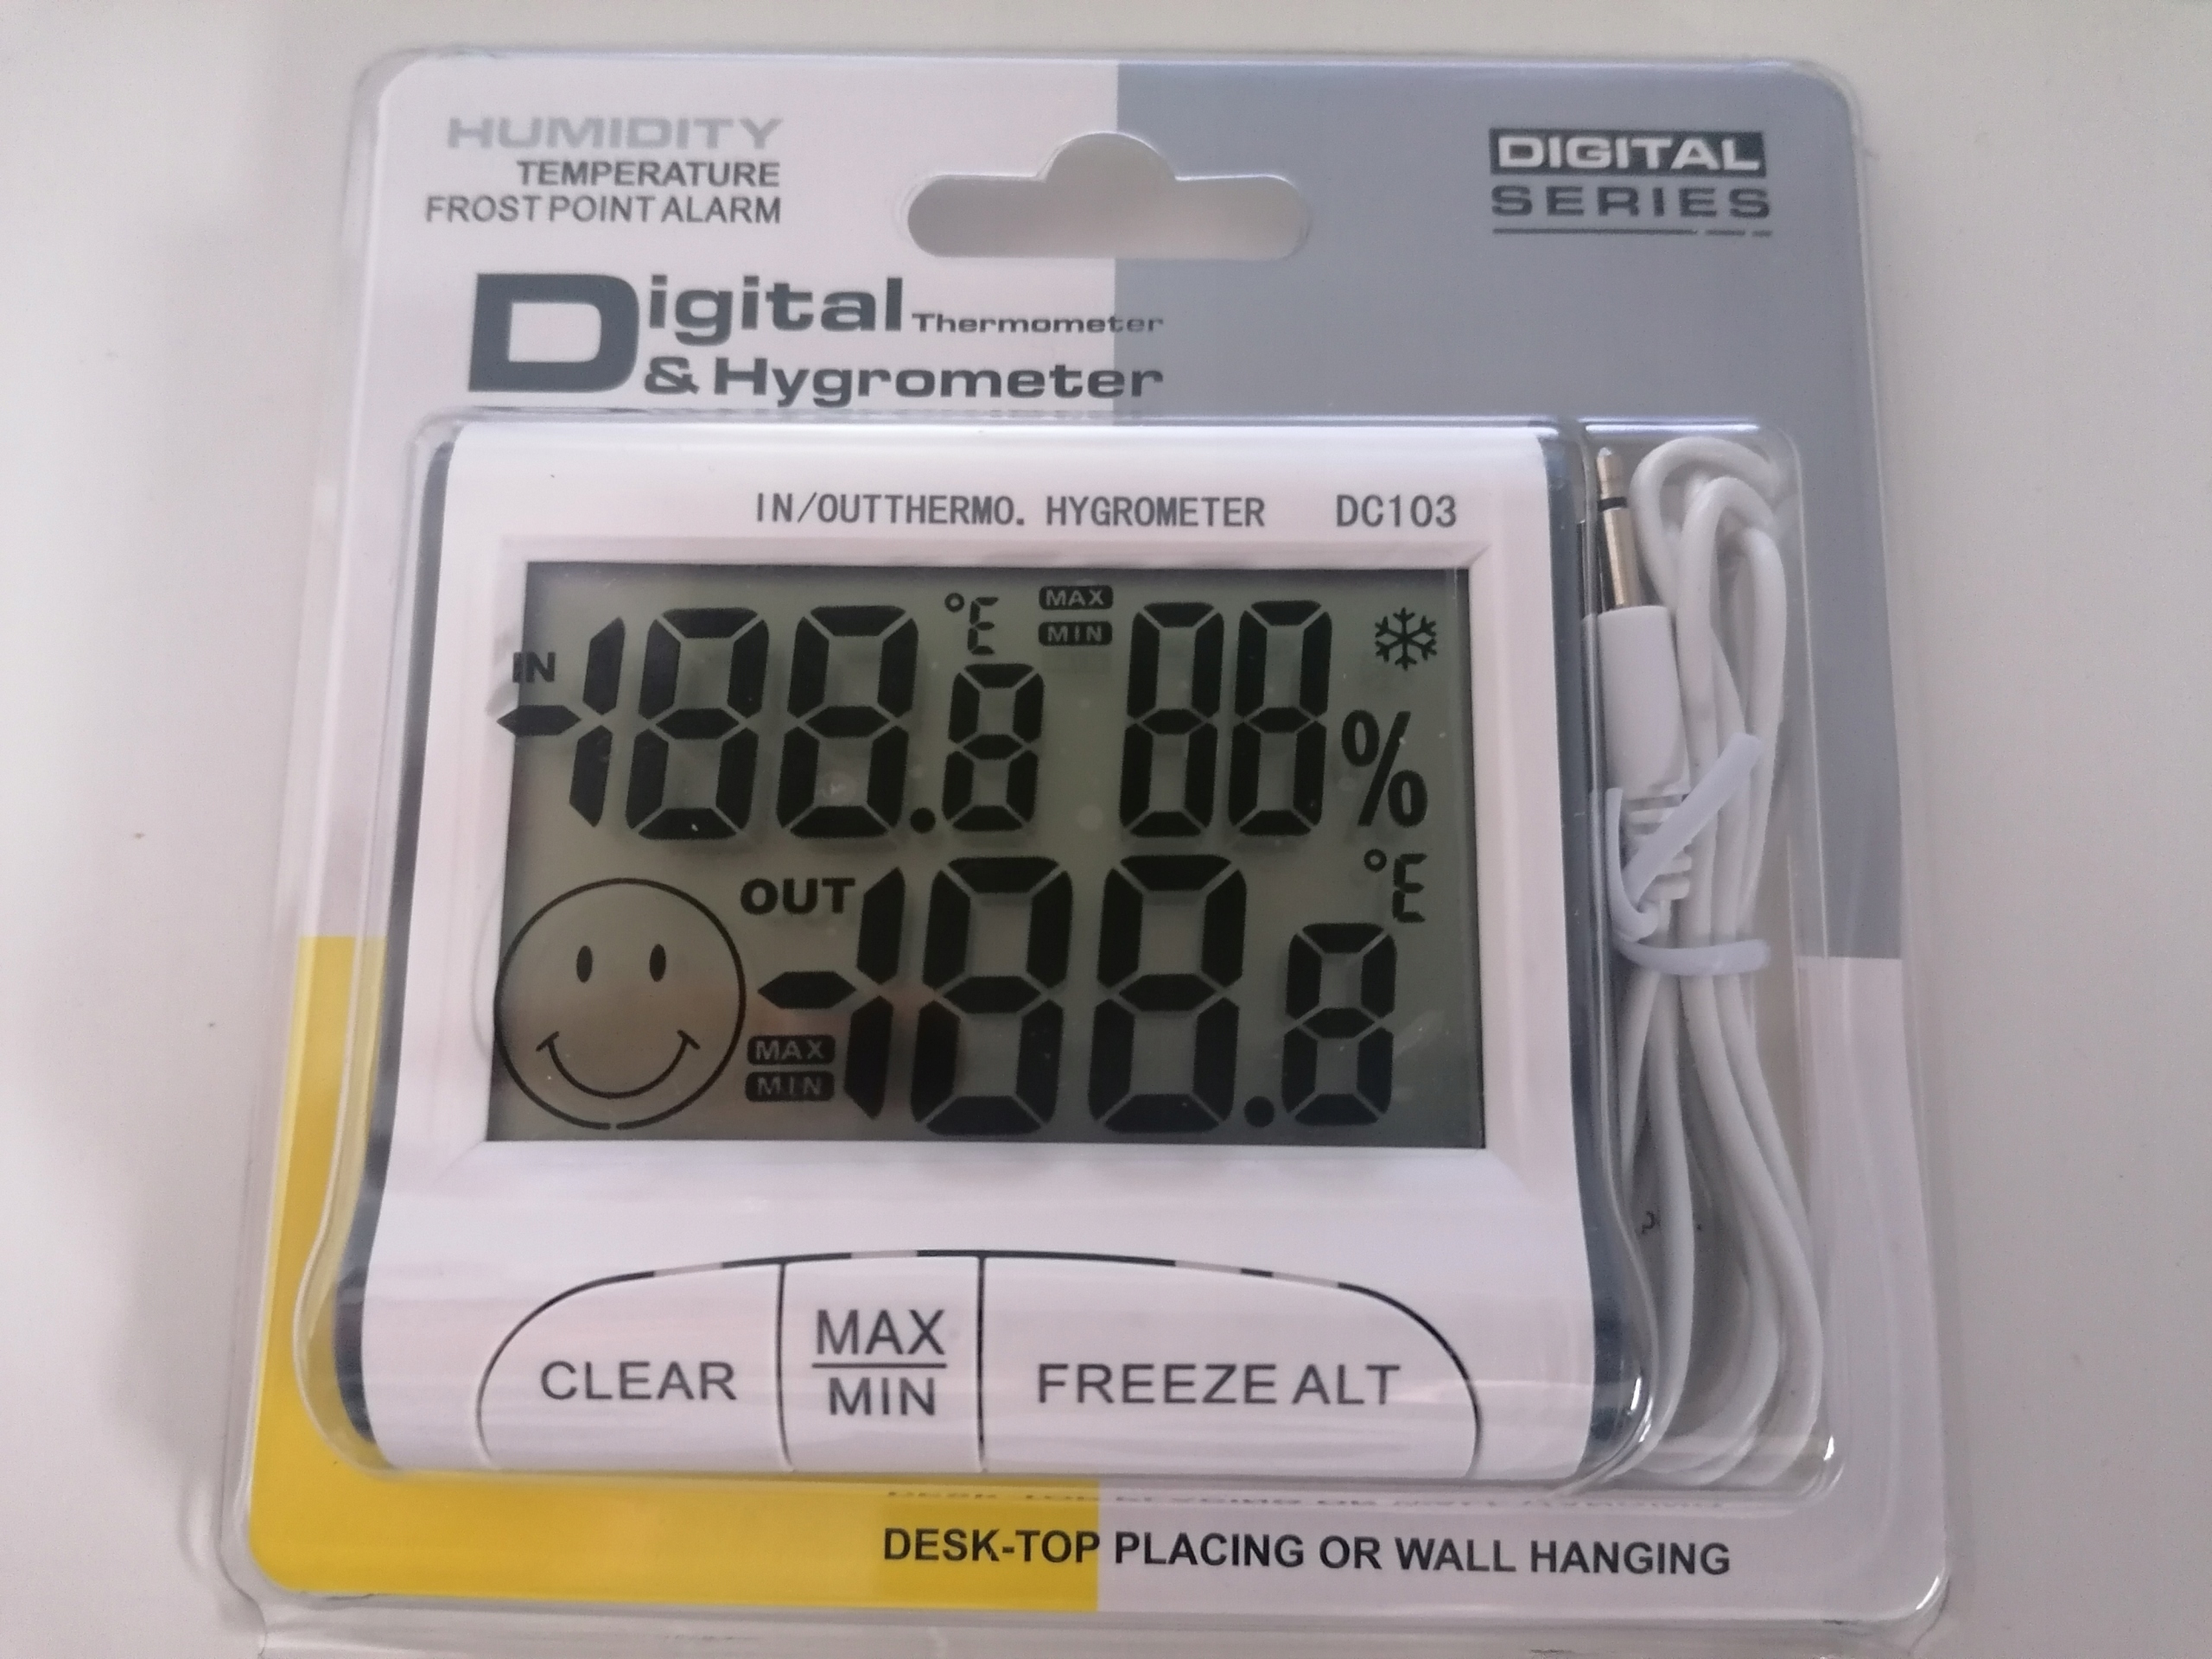 HUMIDITY
TEMPERATURE
FROST POINT ALARM
DIGITAL
SERIES
Digital Thermometer
& Hygrometer
IN/OUTTHERMO. HYGROMETER DC103
IN -188.8 °E MAX MIN 88 %
OUT -188.8 °E
MAX
MIN
CLEAR
MAX
MIN
FREEZE ALT
DESK-TOP PLACING OR WALL HANGING